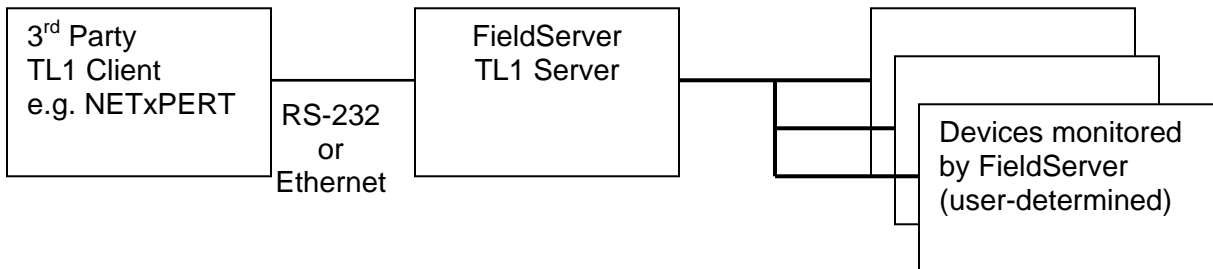 3rd Party
TL1 Client
e.g. NETxPERT
RS-232
or
Ethernet
FieldServer
TL1 Server
Devices monitored
by FieldServer
(user-determined)